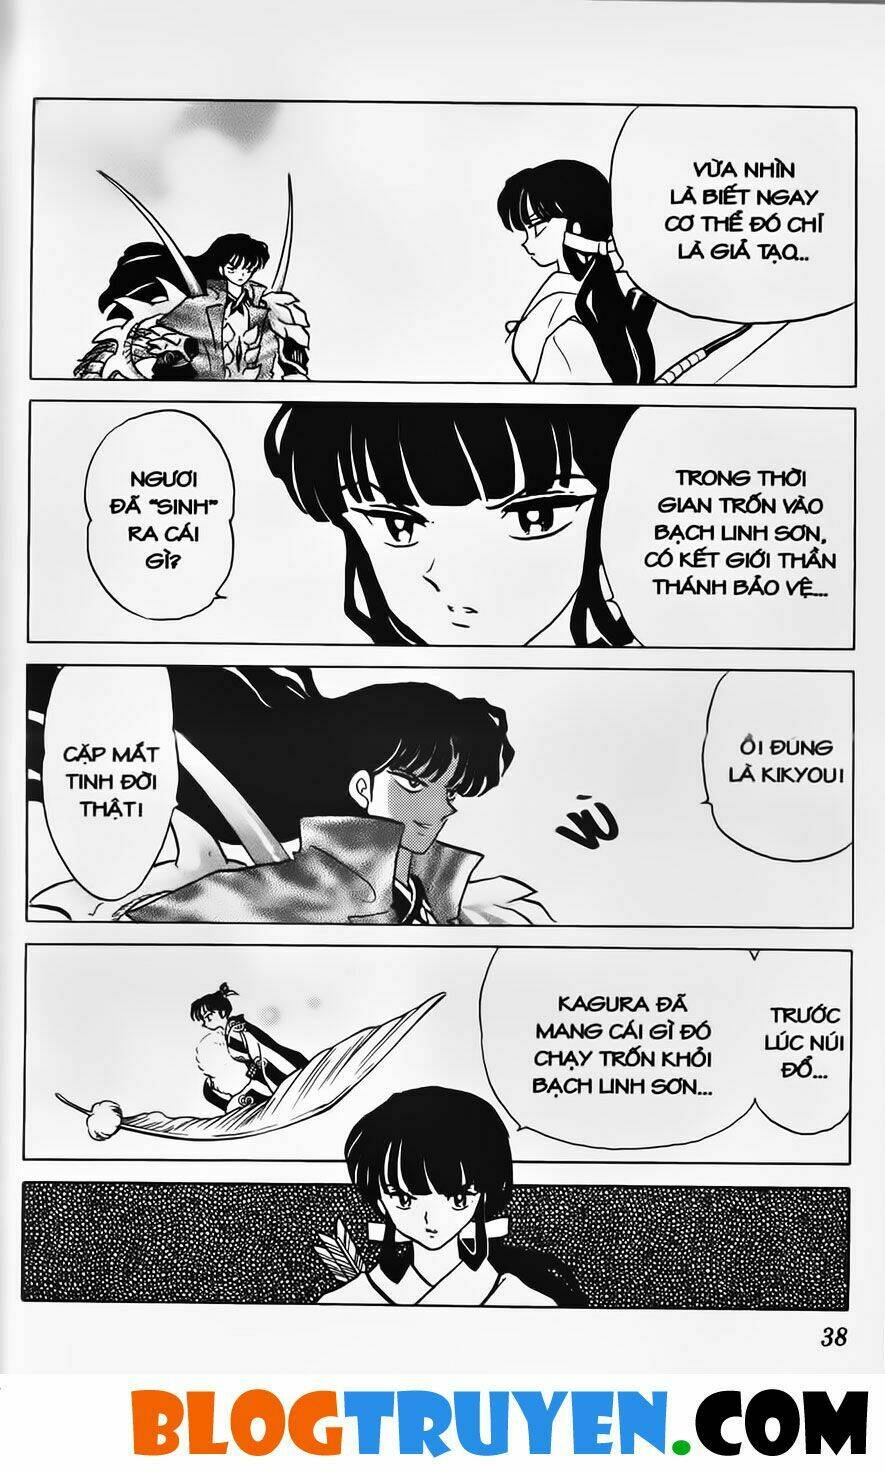 VỪA NHÌN
LÀ BIẾT NGAY
CƠ THỂ ĐÓ CHỈ
LÀ GIẢ TẠO...
TRONG THỜI
GIAN TRỐN VÀO
BẠCH LINH SƠN,
CÓ KẾT GIỚI THẦN
THÁNH BẢO VỆ...
NGƯƠI
ĐÃ "SINH"
RA CÁI
GÌ?
ÔI ĐÚNG
LÀ KIKYOU!
VÙ
CẶP MẮT
TINH ĐỜI
THẬT!
TRƯỚC
LÚC NÚI
ĐỔ...
KAGURA ĐÃ
MANG CÁI GÌ ĐÓ
CHẠY TRỐN KHỎI
BẠCH LINH SƠN...
38
BLOGTRUYEN.COM